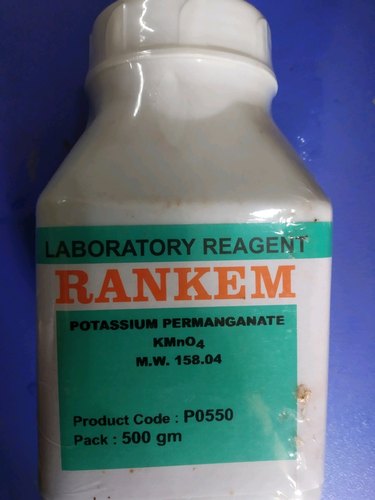 LABORATORY REAGENT
RANKEM
POTASSIUM PERMANGANATE
KMnO4
M.W. 158.04
Product Code : P0550
Pack : 500 gm